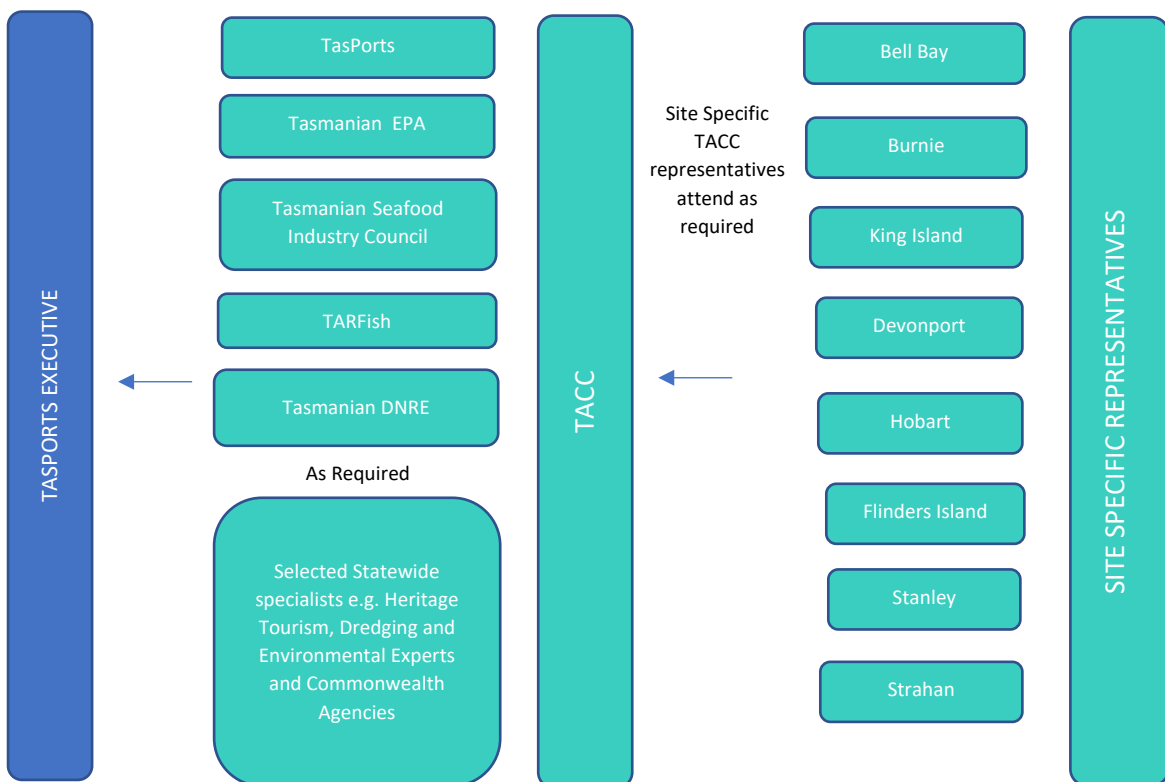 TASPORTS EXECUTIVE
TasPorts
Tasmanian EPA
Tasmanian Seafood
Industry Council
TARFish
Tasmanian DNRE
As Required
Selected Statewide
specialists e.g. Heritage
Tourism, Dredging and
Environmental Experts
and Commonwealth
Agencies
TACC
Site Specific
TACC
representatives
attend as
required
Bell Bay
Burnie
King Island
Devonport
Hobart
Flinders Island
Stanley
Strahan
SITE SPECIFIC REPRESENTATIVES